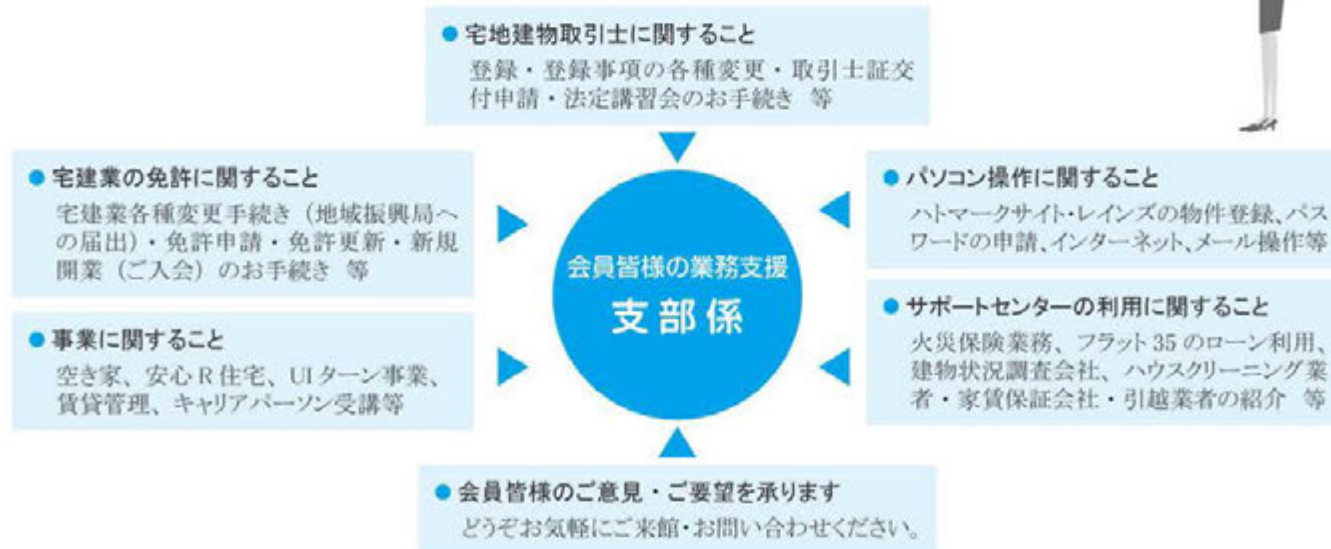 ● 宅地建物取引士に関すること
登録・登録事項の各種変更・取引士証交
付申請・法定講習会のお手続き 等
● 宅建業の免許に関すること
宅建業各種変更手続き（地域振興局へ
の届出）・免許申請・免許更新・新規
開業（ご入会）のお手続き 等
● 事業に関すること
空き家、安心R住宅、UIターン事業、
賃貸管理、キャリアパーソン受講等
会員皆様の業務支援
支部係
● パソコン操作に関すること
ハトマークサイト・レインズの物件登録、パス
ワードの申請、インターネット、メール操作等
● サポートセンターの利用に関すること
火災保険業務、フラット35のローン利用、
建物状況調査会社、ハウスクリーニング業
者・家賃保証会社・引越業者の紹介 等
● 会員皆様のご意見・ご要望を承ります
どうぞお気軽にご来館・お問い合わせください。